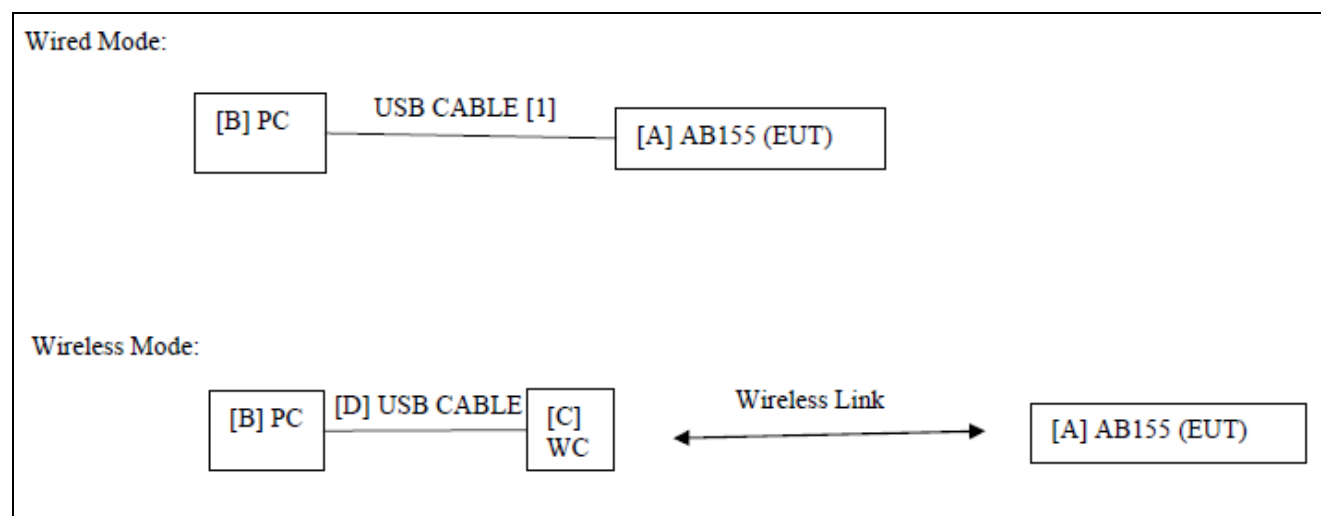 Wired Mode:
[B] PC
USB CABLE [1]
[A] AB155 (EUT)
Wireless Mode:
[B] PC
[D] USB CABLE
[C]
WC
Wireless Link
[A] AB155 (EUT)